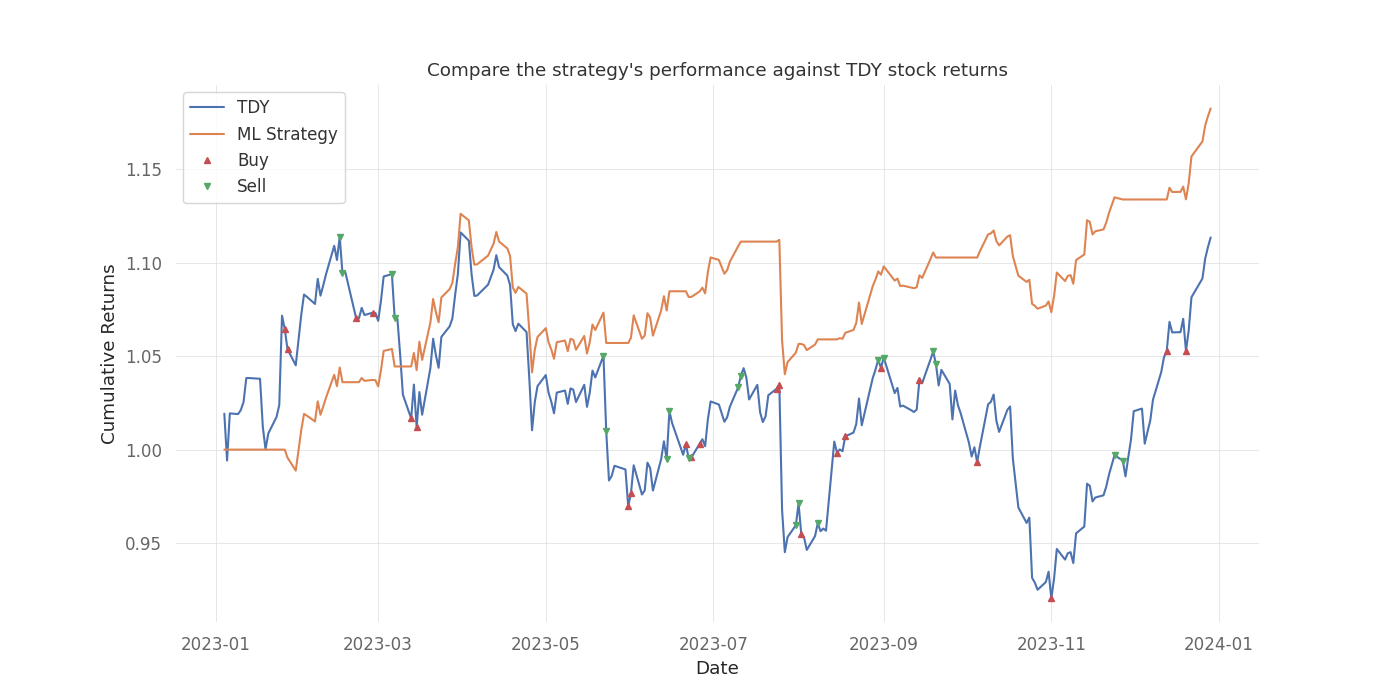 Compare the strategy's performance against TDY stock returns
TDY
ML Strategy
Buy
Sell
Cumulative Returns
1.15
1.10
1.05
1.00
0.95
2023-01
2023-03
2023-05
2023-07
2023-09
2023-11
2024-01
Date